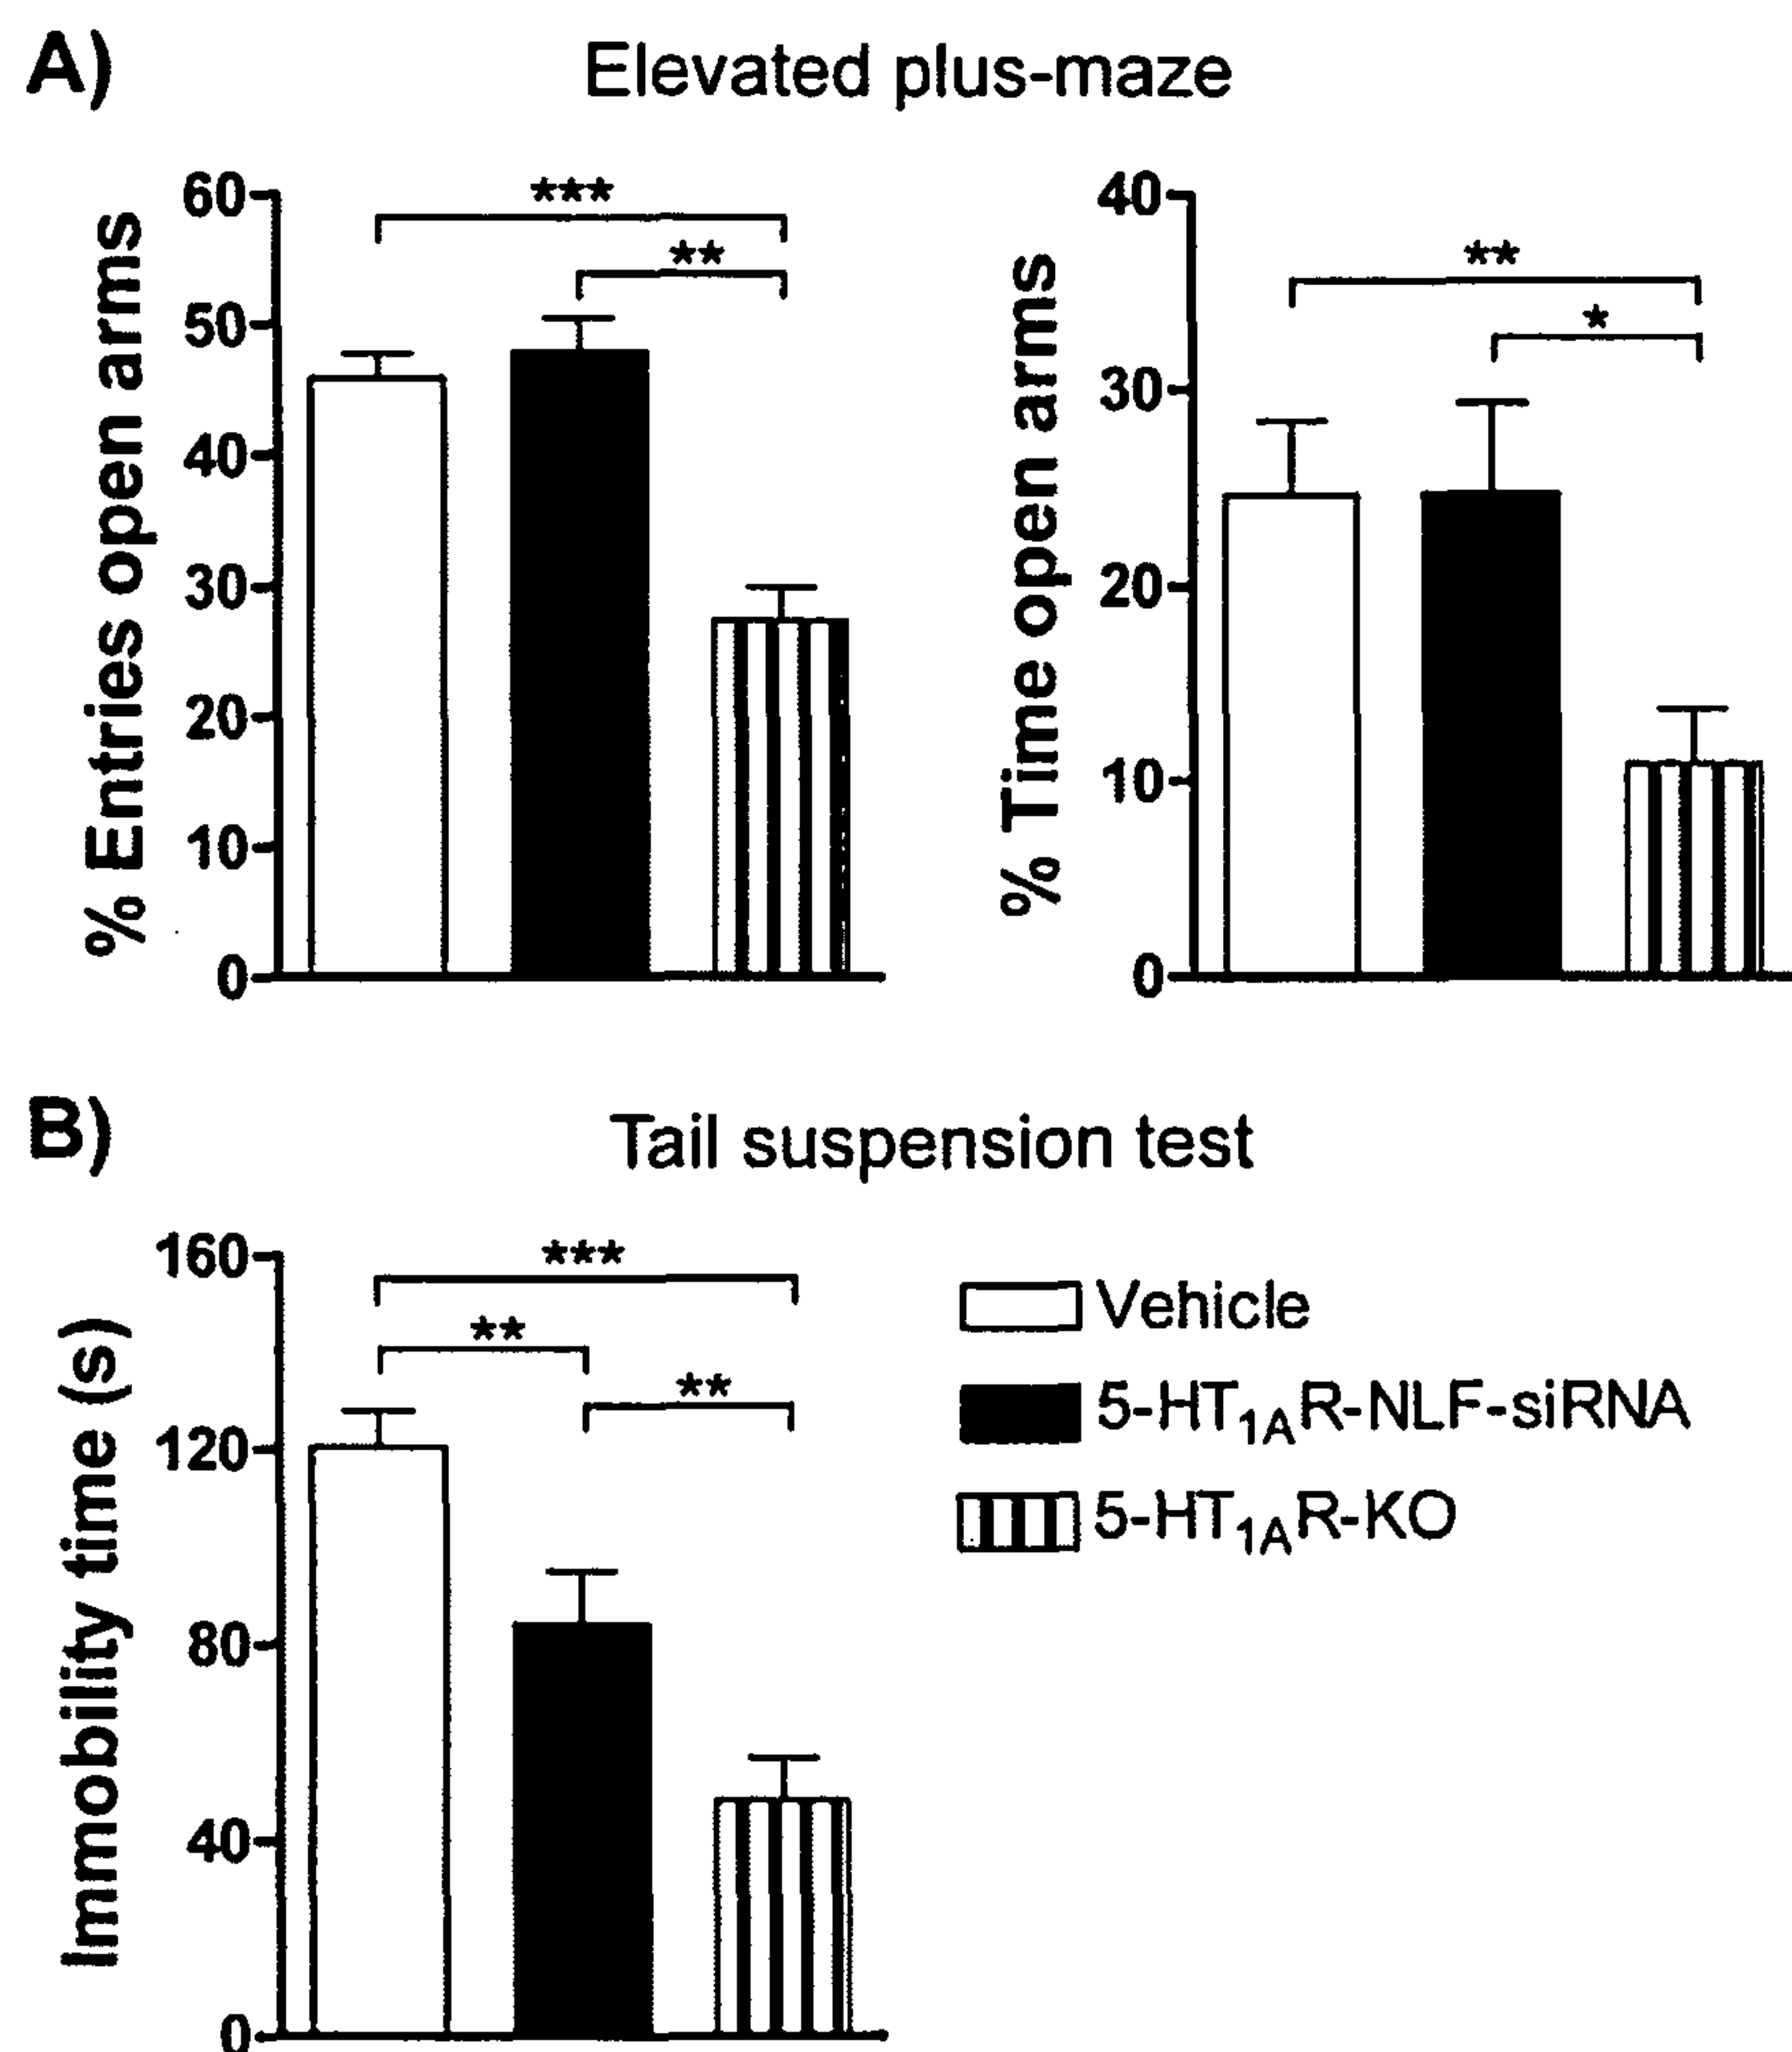 A)
Elevated plus-maze
% Entries open arms
60
50
40
30
20
10
0
***
**
% Time open arms
40
30
20
10
0
**
*
B)
Tail suspension test
Immobility time (s)
160
120
80
40
0
***
**
**
Vehicle
5-HT1AR-NLF-siRNA
5-HT1AR-KO